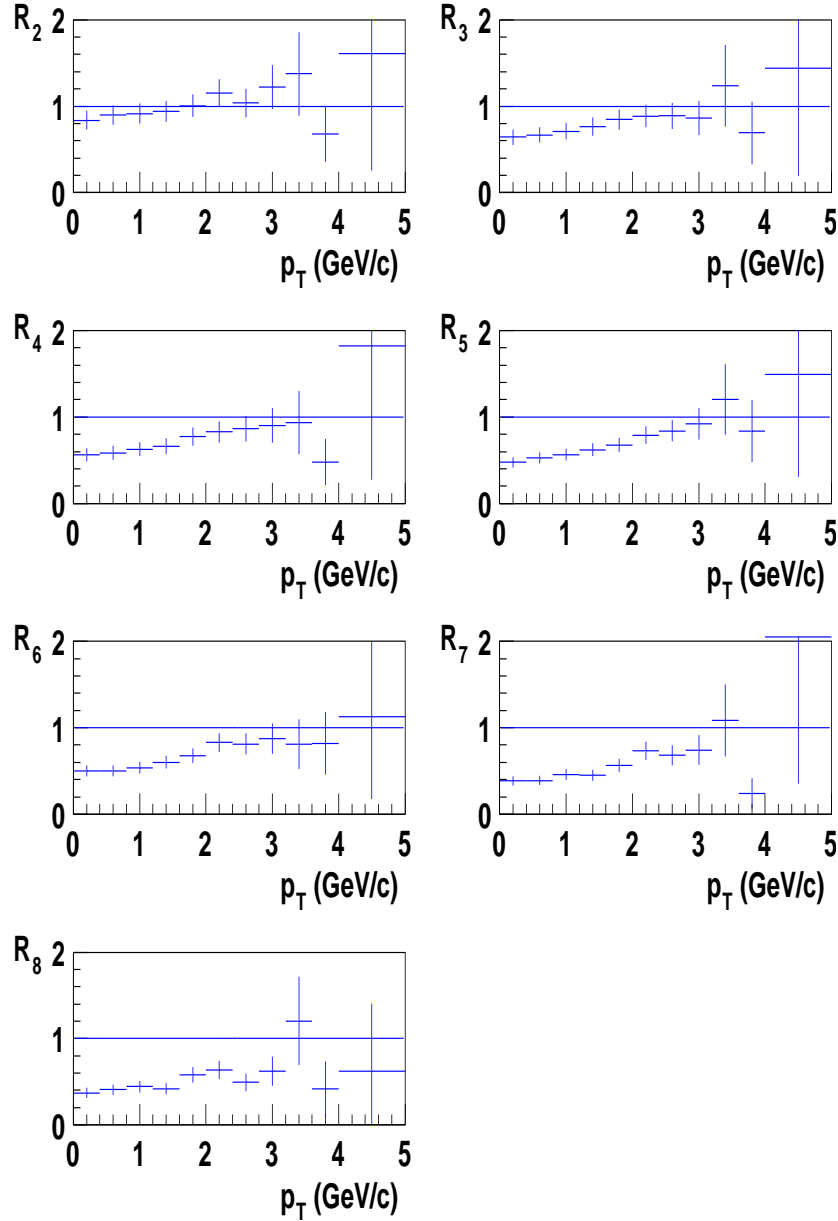 R2 2 R3 2
1 1
0 0
0 1 2 3 4 5 0 1 2 3 4 5
pT (GeV/c) pT (GeV/c)
R4 2 R5 2
1 1
0 0
0 1 2 3 4 5 0 1 2 3 4 5
pT (GeV/c) pT (GeV/c)
R6 2 R7 2
1 1
0 0
0 1 2 3 4 5 0 1 2 3 4 5
pT (GeV/c) pT (GeV/c)
R8 2
1
0
0 1 2 3 4 5
pT (GeV/c)